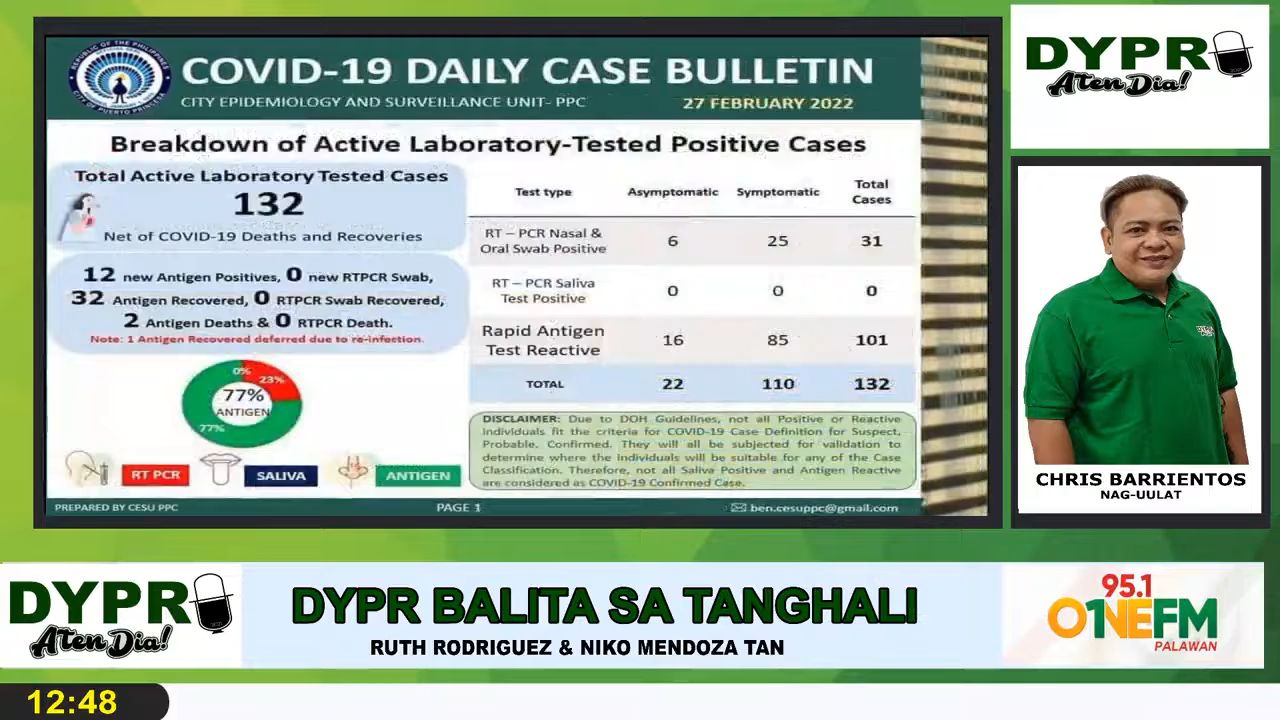 COVID-19 DAILY CASE BULLETIN
CITY EPIDEMIOLOGY AND SURVEILLANCE UNIT- PPC
27 FEBRUARY 2022
Breakdown of Active Laboratory-Tested Positive Cases
Total Active Laboratory Tested Cases
132
Net of COVID-19 Deaths and Recoveries
12 new Antigen Positives, 0 new RTPCR Swab,
32 Antigen Recovered, 0 RTPCR Swab Recovered,
2 Antigen Deaths & 0 RTPCR Death.
Note: 1 Antigen Recovered deferred due to re-infection.
0%
23%
77%
ANTIGEN
77%
RT PCR
SALIVA
ANTIGEN
Test type Asymptomatic Symptomatic Total Cases
RT – PCR Nasal & Oral Swab Positive 6 25 31
RT – PCR Saliva Test Positive 0 0 0
Rapid Antigen Test Reactive 16 85 101
TOTAL 22 110 132
DISCLAIMER: Due to DOH Guidelines, not all Positive or Reactive
individuals fit the criteria for COVID-19 Case Definition for Suspect,
Probable, Confirmed. They will all be subjected for validation to
determine where the individuals will be suitable for any of the Case
Classification. Therefore, not all Saliva Positive and Antigen Reactive
are considered as COVID-19 Confirmed Case.
PREPARED BY CESU PPC
PAGE 1
ben.cesuppc@gmail.com
DYPR
Aten Dia!
DYPR
CHRIS BARRIENTOS
NAG-UULAT
DYPR
Aten Dia!
DYPR BALITA SA TANGHALI
RUTH RODRIGUEZ & NIKO MENDOZA TAN
95.1
ONEFM
PALAWAN
12:48